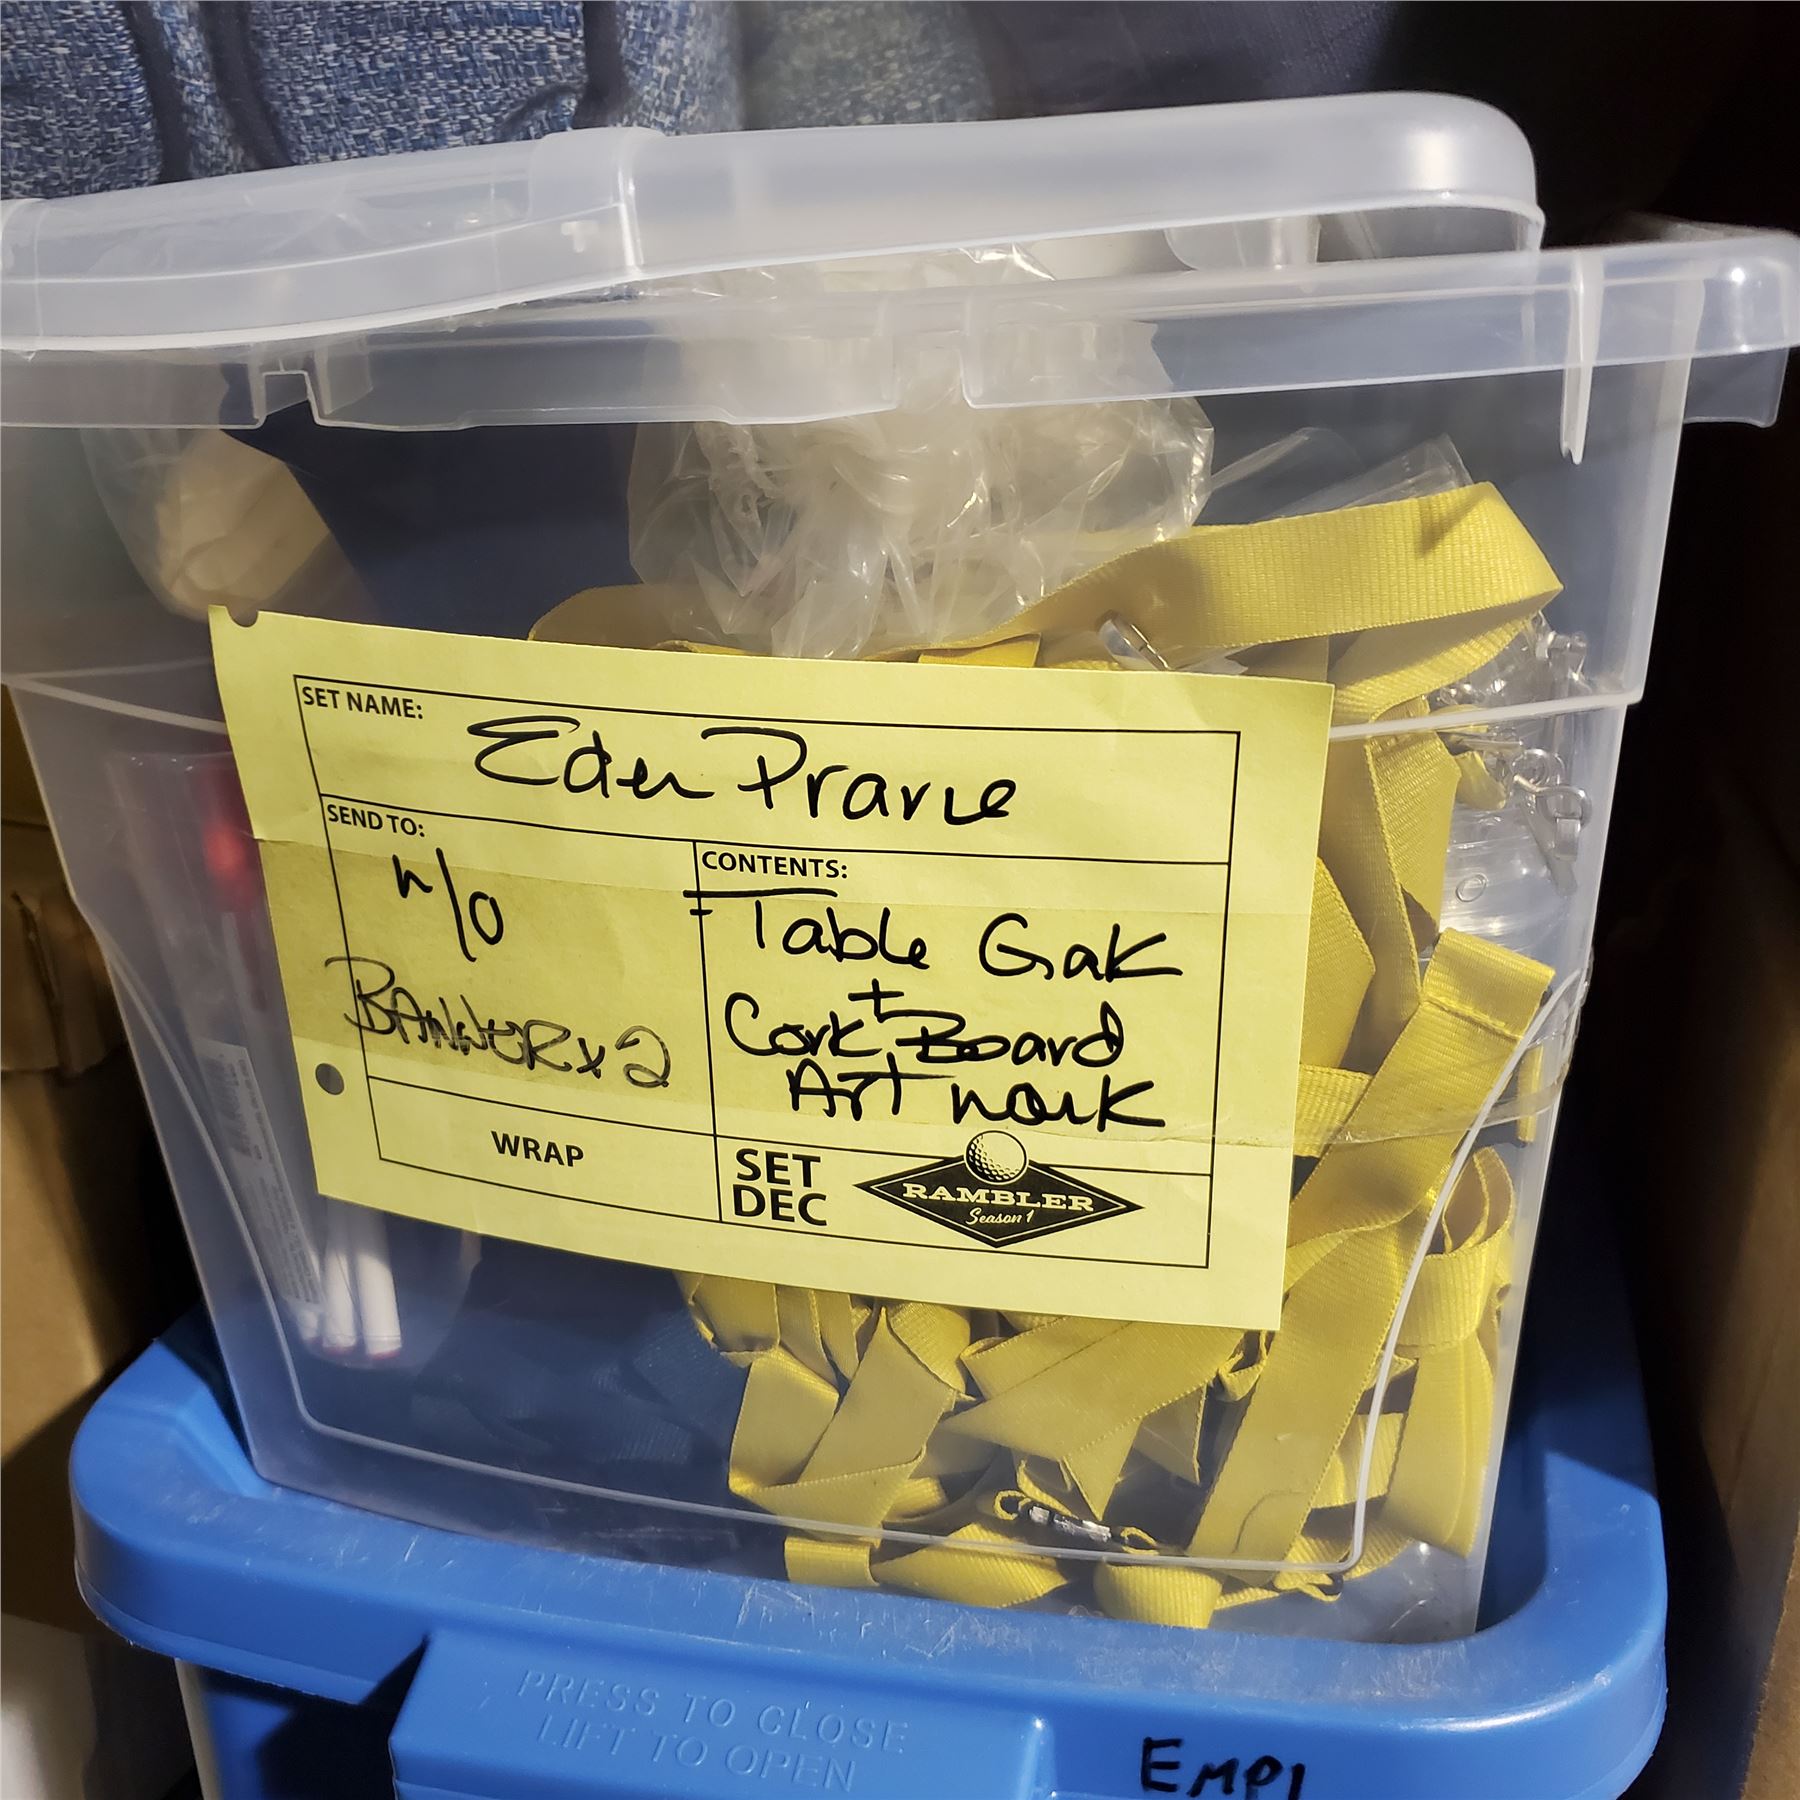 SET NAME:
Eden Prarie
SEND TO:
w/o
BANNER x 2
CONTENTS:
- Table Gak
+
Cork Board
Art work
WRAP
SET
DEC
RAMBLER
Season 1
PRESS TO CLOSE
LIFT TO OPEN